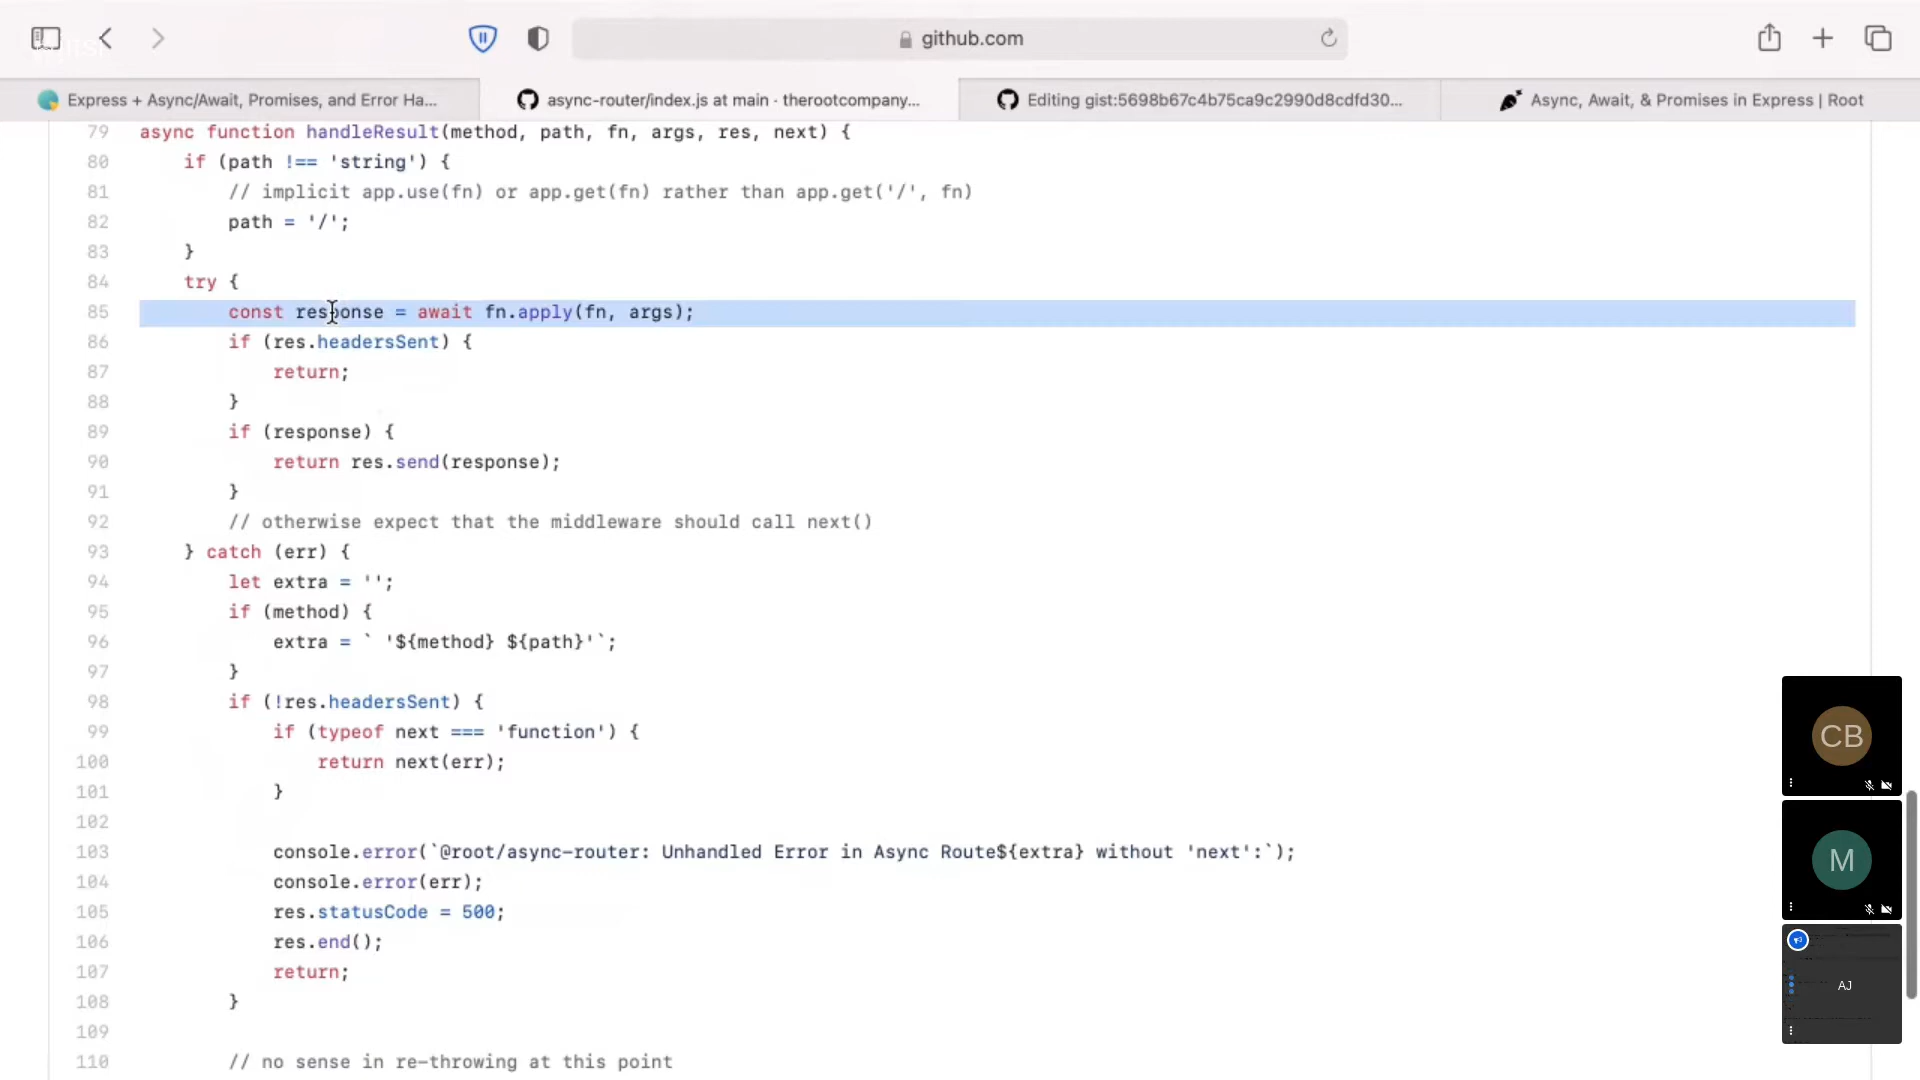 github.com
Express + Async/Await, Promises, and Error Ha...
async-router/index.js at main · therootcompany...
Editing gist:5698b67c4b75ca9c2990d8cdfd30...
Async, Await, & Promises in Express | Root
79 async function handleResult(method, path, fn, args, res, next) {
80 if (path !== 'string') {
81 // implicit app.use(fn) or app.get(fn) rather than app.get('/', fn)
82 path = '/';
83 }
84 try {
85 const response = await fn.apply(fn, args);
86 if (res.headersSent) {
87 return;
88 }
89 if (response) {
90 return res.send(response);
91 }
92 // otherwise expect that the middleware should call next()
93 } catch (err) {
94 let extra = '';
95 if (method) {
96 extra = ` '${method} ${path}'`;
97 }
98 if (!res.headersSent) {
99 if (typeof next === 'function') {
100 return next(err);
101 }
102
103 console.error(`@root/async-router: Unhandled Error in Async Route${extra} without 'next':`);
104 console.error(err);
105 res.statusCode = 500;
106 res.end();
107 return;
108 }
109
110 // no sense in re-throwing at this point
CB
M
AJ